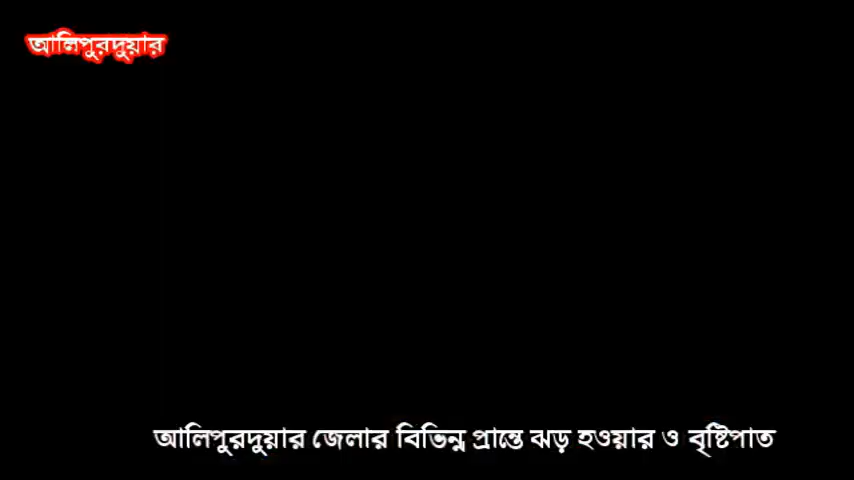 আলিপুরদুয়ার
আলিপুরদুয়ার জেলার বিভিন্ন প্রান্তে ঝড় হওয়ার ও বৃষ্টিপাত